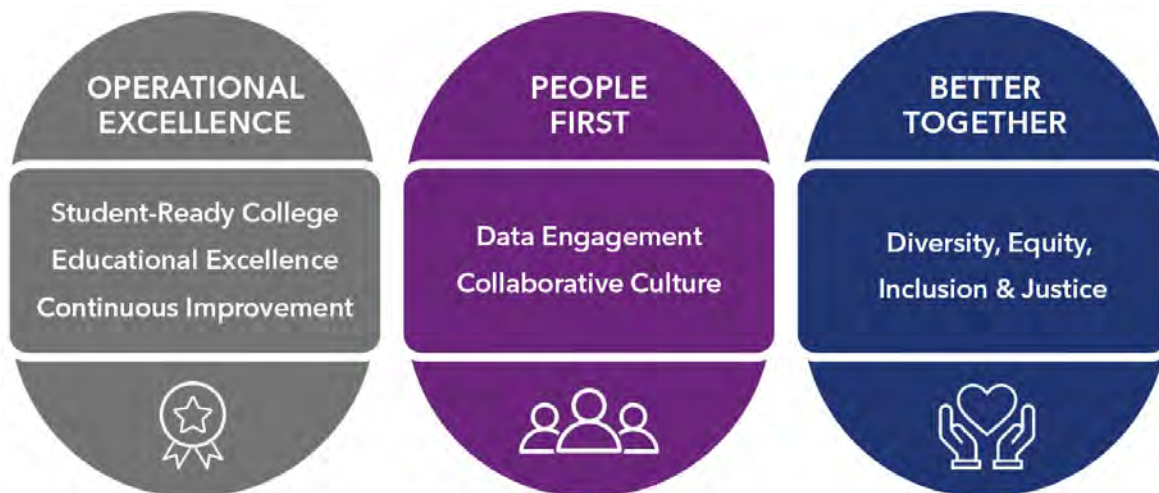 OPERATIONAL
EXCELLENCE
Student-Ready College
Educational Excellence
Continuous Improvement
PEOPLE
FIRST
Data Engagement
Collaborative Culture
BETTER
TOGETHER
Diversity, Equity,
Inclusion & Justice